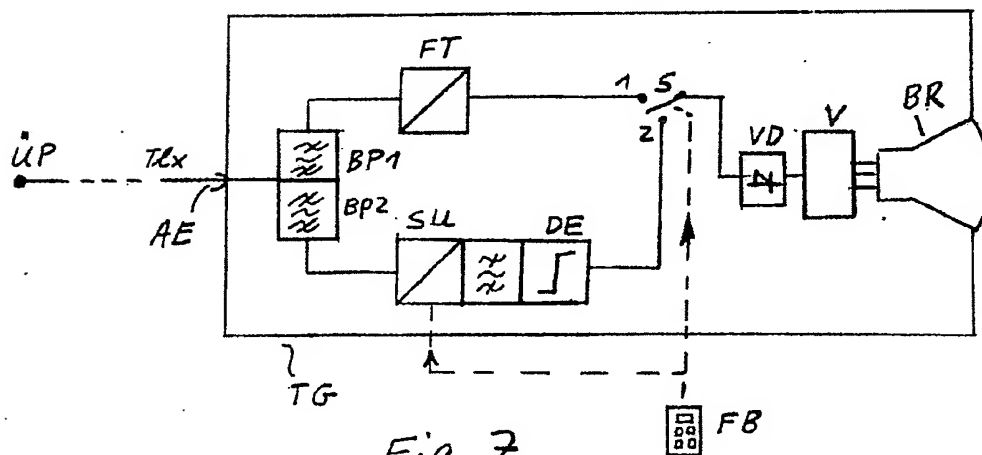 FT
1
S
2
BR
V
VD
ÜP
Tlx
BP1
BP2
AE
SU
DE
TG
FB
Fig. 7